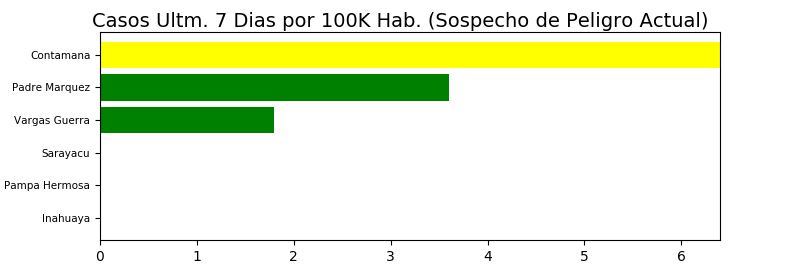 Casos Ultm. 7 Dias por 100K Hab. (Sospecho de Peligro Actual)
Contamana
Padre Marquez
Vargas Guerra
Sarayacu
Pampa Hermosa
Inahuaya
0 1 2 3 4 5 6